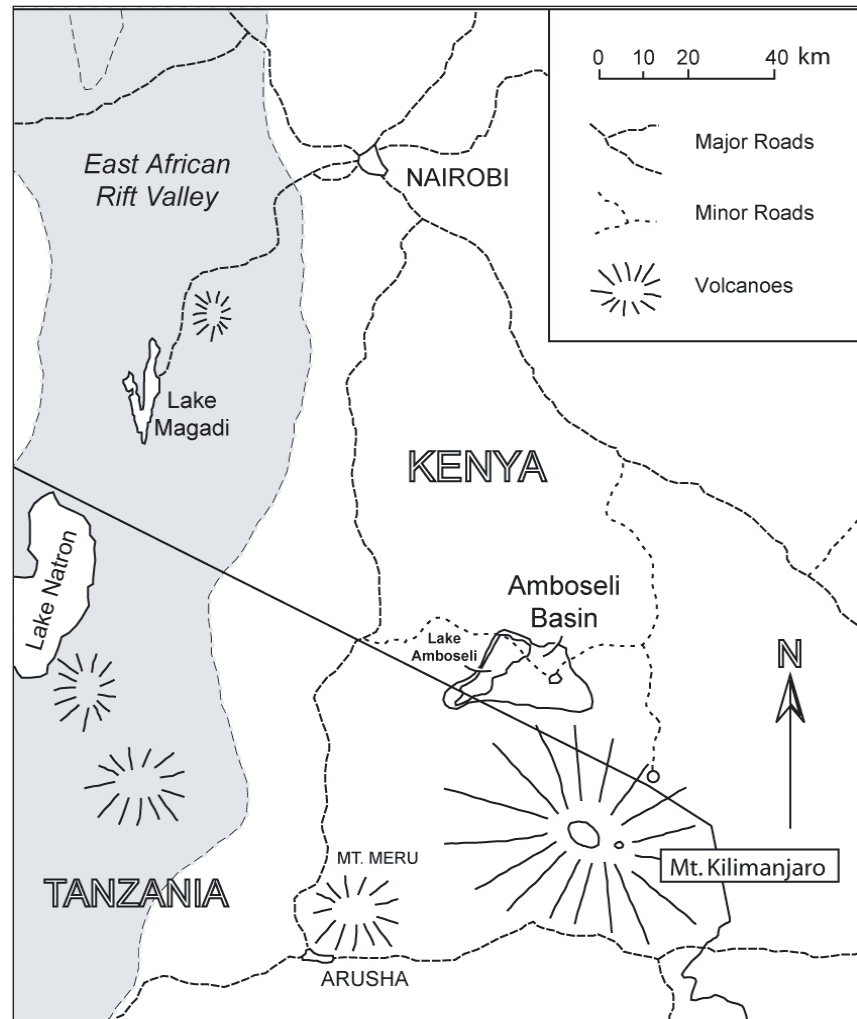 0 10 20 40 km
Major Roads
Minor Roads
Volcanoes
East African
Rift Valley
NAIROBI
Lake
Magadi
KENYA
Lake Natron
Amboseli
Basin
Lake
Amboseli
N
MT. MERU
Mt. Kilimanjaro
TANZANIA
ARUSHA